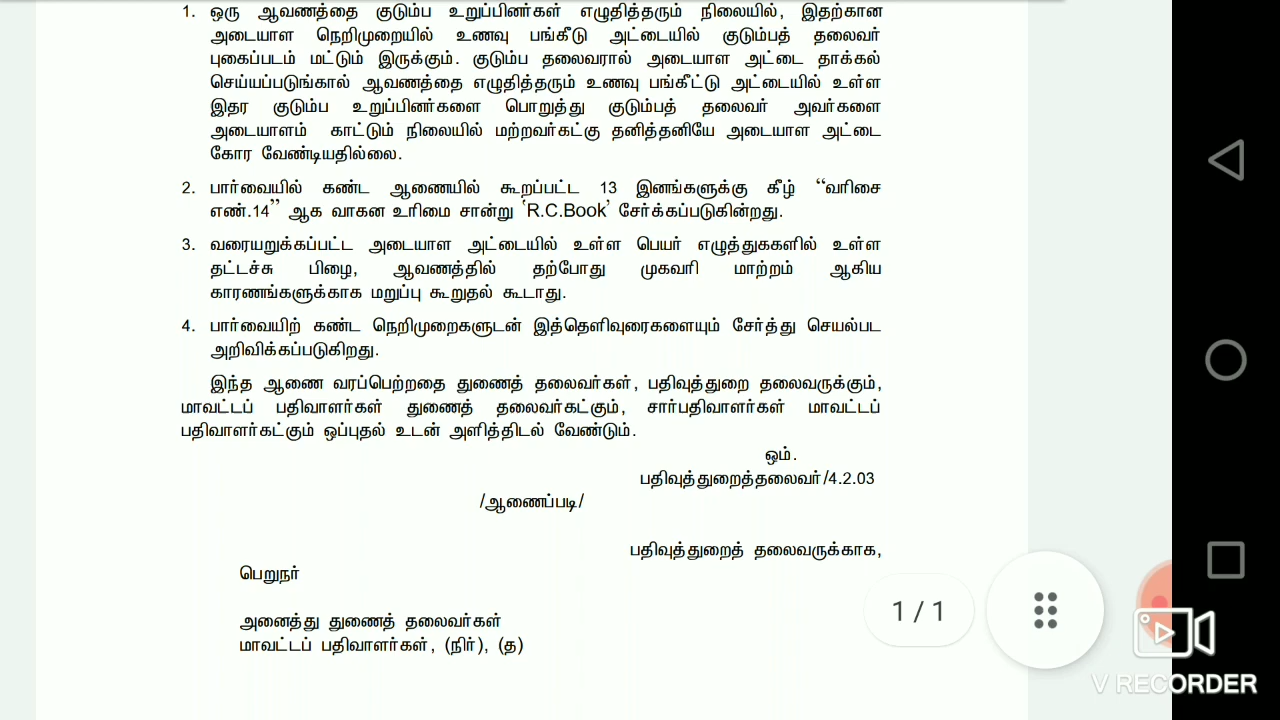 1. ஒரு ஆவணத்தை குடும்ப உறுப்பினர்கள் எழுதித்தரும் நிலையில், இதற்கான
அடையாள நெறிமுறையில் உணவு பங்கீடு அட்டையில் குடும்பத் தலைவர்
புகைப்படம் மட்டும் இருக்கும். குடும்ப தலைவரால் அடையாள அட்டை தாக்கல்
செய்யப்படுங்கால் ஆவணத்தை எழுதித்தரும் உணவு பங்கீட்டு அட்டையில் உள்ள
இதர குடும்ப உறுப்பினர்களை பொறுத்து குடும்பத் தலைவர் அவர்களை
அடையாளம் காட்டும் நிலையில் மற்றவர்கட்கு தனித்தனியே அடையாள அட்டை
கோர வேண்டியதில்லை.
2. பார்வையில் கண்ட ஆணையில் கூறப்பட்ட 13 இனங்களுக்கு கீழ் “வரிசை
எண்.14” ஆக வாகன உரிமை சான்று ‘R.C.Book’ சேர்க்கப்படுகின்றது.
3. வரையறுக்கப்பட்ட அடையாள அட்டையில் உள்ள பெயர் எழுத்துககளில் உள்ள
தட்டச்சு பிழை, ஆவணத்தில் தற்போது முகவரி மாற்றம் ஆகிய
காரணங்களுக்காக மறுப்பு கூறுதல் கூடாது.
4. பார்வையிற் கண்ட நெறிமுறைகளுடன் இத்தெளிவுரைகளையும் சேர்த்து செயல்பட
அறிவிக்கப்படுகிறது.
இந்த ஆணை வரப்பெற்றதை துணைத் தலைவர்கள், பதிவுத்துறை தலைவருக்கும்,
மாவட்டப் பதிவாளர்கள் துணைத் தலைவர்கட்கும், சார்பதிவாளர்கள் மாவட்டப்
பதிவாளர்கட்கும் ஒப்புதல் உடன் அளித்திடல் வேண்டும்.
ஒம்.
பதிவுத்துறைத்தலைவர்/4.2.03
/ஆணைப்படி/
பதிவுத்துறைத் தலைவருக்காக,
பெறுநர்
அனைத்து துணைத் தலைவர்கள்
மாவட்டப் பதிவாளர்கள், (நிர்), (த)
1 / 1
V RECORDER